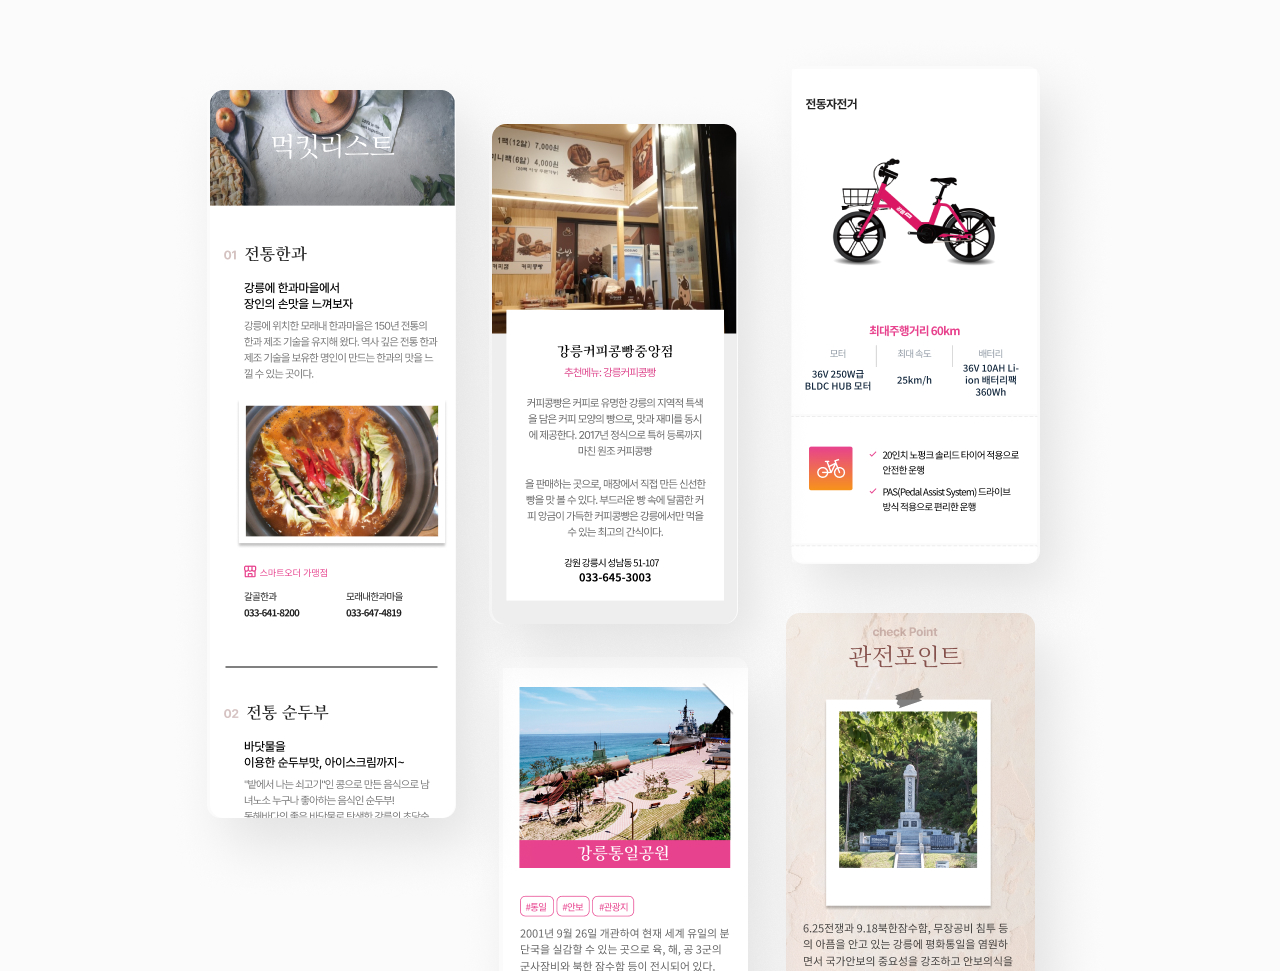 먹킷리스트
01 전통한과
강릉에 한과마을에서
장인의 손맛을 느껴보자
강릉에 위치한 모래내 한과마을은 150년 전통의
한과 제조 기술을 유지해 왔다. 역사 깊은 전통 한과
제조 기술을 보유한 명인이 만드는 한과의 맛을 느
낄 수 있는 곳이다.
스마트오더 가맹점
갈골한과
033-641-8200
모래내한과마을
033-647-4819
02 전통 순두부
바닷물을
이용한 순두부맛, 아이스크림까지~
"밭에서 나는 쇠고기"인 콩으로 만든 음식으로 남
녀노소 누구나 좋아하는 음식인 순두부!
1팩(12알) 7,000원
미니팩(6알) 4,000원
커피콩빵
강릉커피콩빵중앙점
추천메뉴: 강릉커피콩빵
커피콩빵은 커피로 유명한 강릉의 지역적 특색
을 담은 커피 모양의 빵으로, 맛과 재미를 동시
에 제공한다. 2017년 정식으로 특허 등록까지
마친 원조 커피콩빵
을 판매하는 곳으로, 매장에서 직접 만든 신선한
빵을 맛 볼 수 있다. 부드러운 빵 속에 달콤한 커
피 앙금이 가득한 커피콩빵은 강릉에서만 먹을
수 있는 최고의 간식이다.
강원 강릉시 성남동 51-107
033-645-3003
강릉통일공원
#통일 #안보 #관광지
2001년 9월 26일 개관하여 현재 세계 유일의 분
단국을 실감할 수 있는 곳으로 육, 해, 공 3군의
군사장비와 북한 잠수함 등이 전시되어 있다.
전동자전거
최대주행거리 60km
모터
36V 250W급
BLDC HUB 모터
최대 속도
25km/h
배터리
36V 10AH Li-
ion 배터리팩
360Wh
20인치 노펑크 솔리드 타이어 적용으로
안전한 운행
PAS(Pedal Assist System) 드라이브
방식 적용으로 편리한 운행
check Point
관전포인트
6.25전쟁과 9.18북한잠수함, 무장공비 침투 등
의 아픔을 안고 있는 강릉에 평화통일을 염원하
면서 국가안보의 중요성을 강조하고 안보의식을